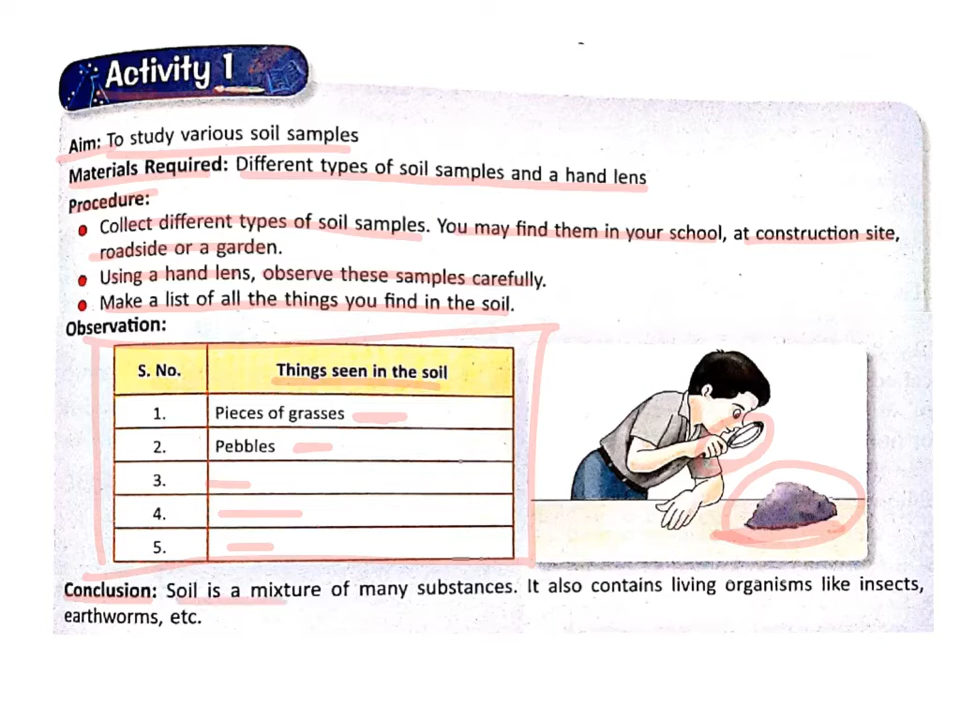 Activity 1
Aim: To study various soil samples
Materials Required: Different types of soil samples and a hand lens
Procedure:
• Collect different types of soil samples. You may find them in your school, at construction site,
roadside or a garden.
• Using a hand lens, observe these samples carefully.
• Make a list of all the things you find in the soil.
Observation:
S. No. Things seen in the soil
1. Pieces of grasses
2. Pebbles
3.
4.
5.
Conclusion: Soil is a mixture of many substances. It also contains living organisms like insects,
earthworms, etc.